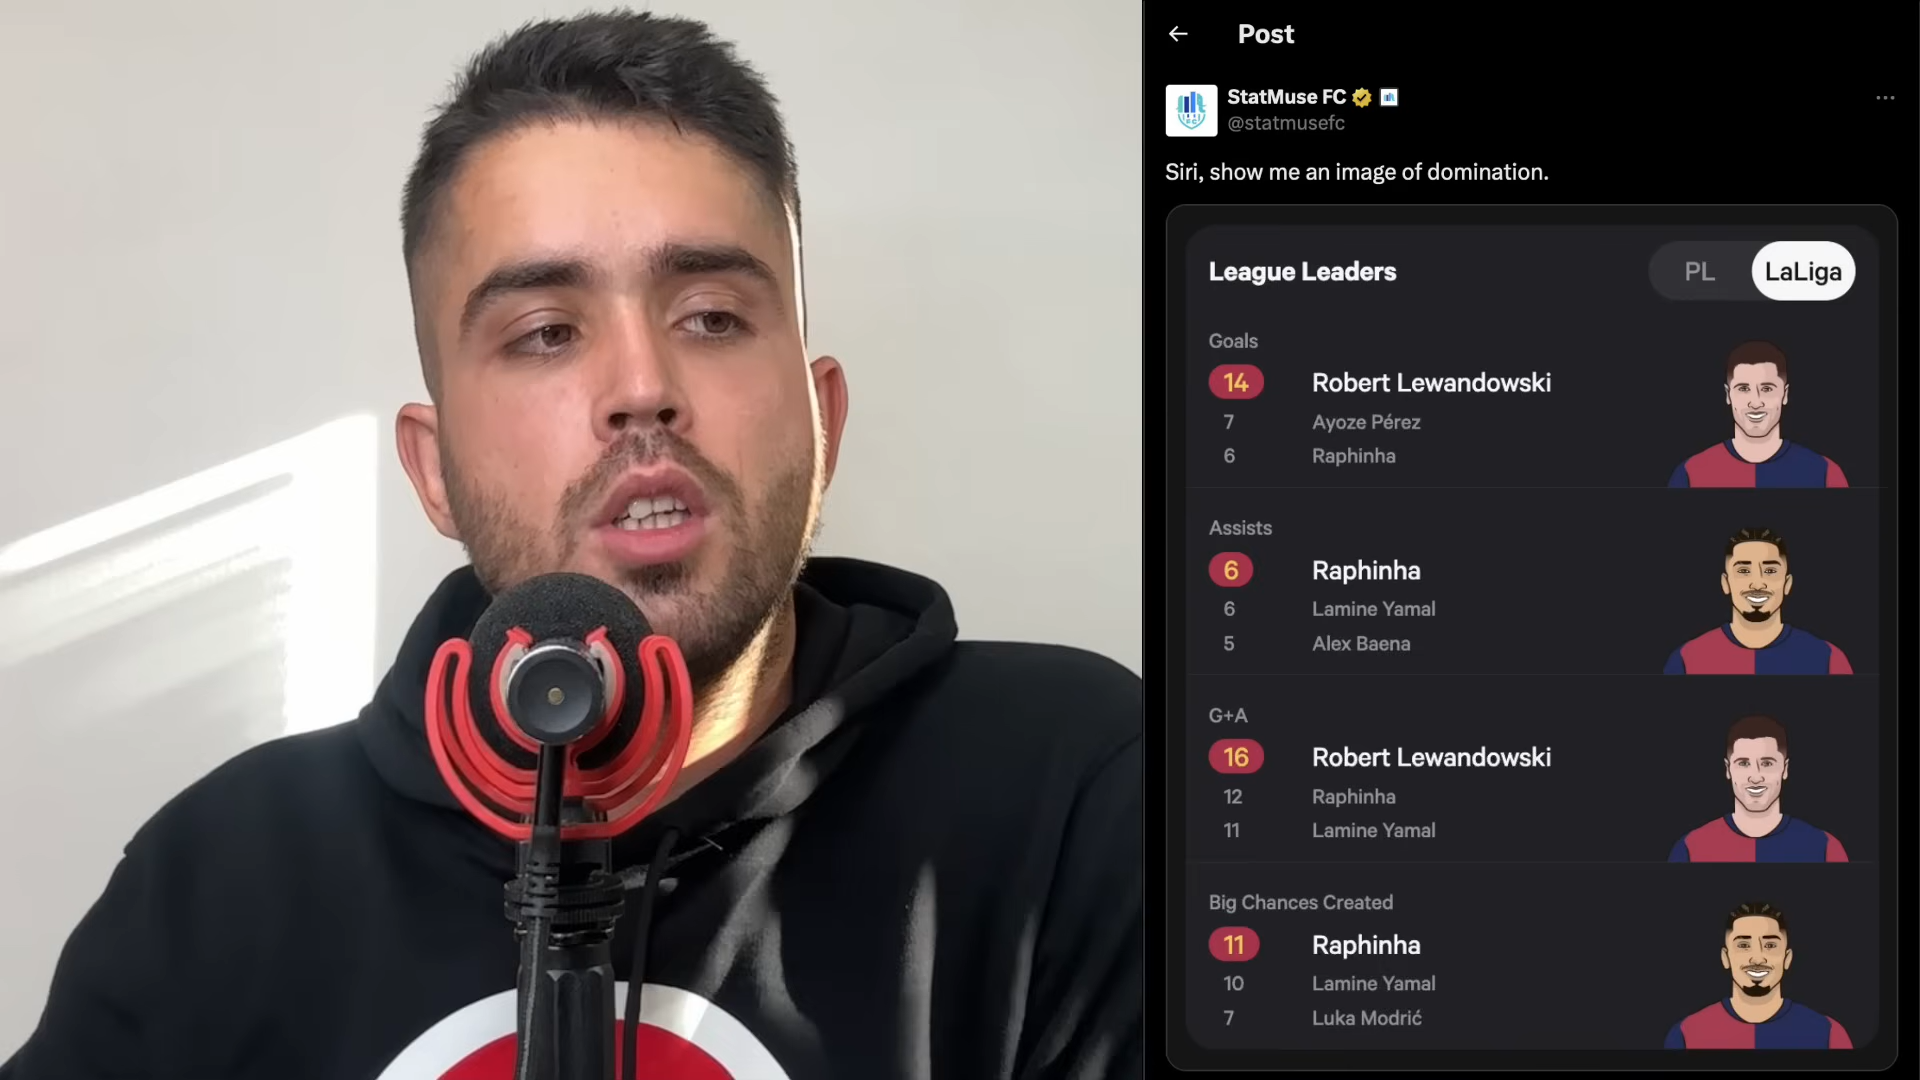 Post
StatMuse FC
@statmusefc
Siri, show me an image of domination.
League Leaders
PL
LaLiga
Goals
14 Robert Lewandowski
7 Ayoze Pérez
6 Raphinha
Assists
6 Raphinha
6 Lamine Yamal
5 Alex Baena
G+A
16 Robert Lewandowski
12 Raphinha
11 Lamine Yamal
Big Chances Created
11 Raphinha
10 Lamine Yamal
7 Luka Modrić